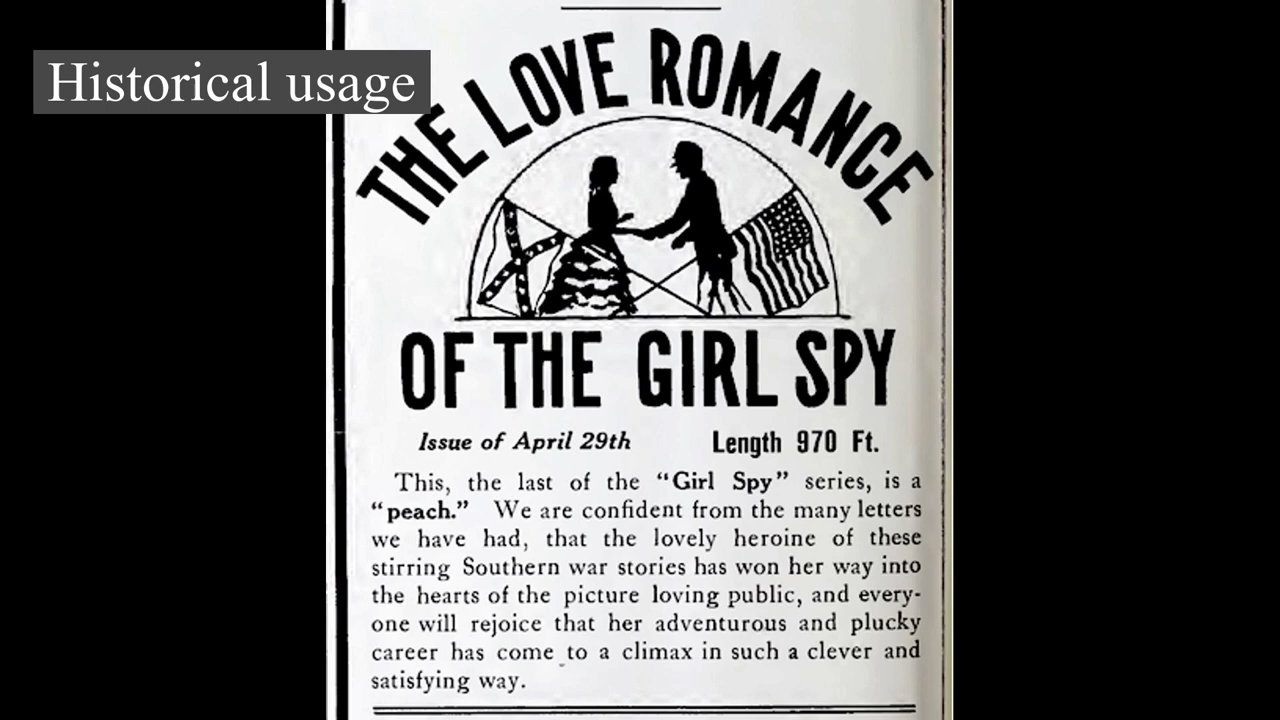 Historical usage
THE LOVE ROMANCE
OF THE GIRL SPY
Issue of April 29th Length 970 Ft.
This, the last of the “Girl Spy” series, is a
“peach.” We are confident from the many letters
we have had, that the lovely heroine of these
stirring Southern war stories has won her way into
the hearts of the picture loving public, and every-
one will rejoice that her adventurous and plucky
career has come to a climax in such a clever and
satisfying way.